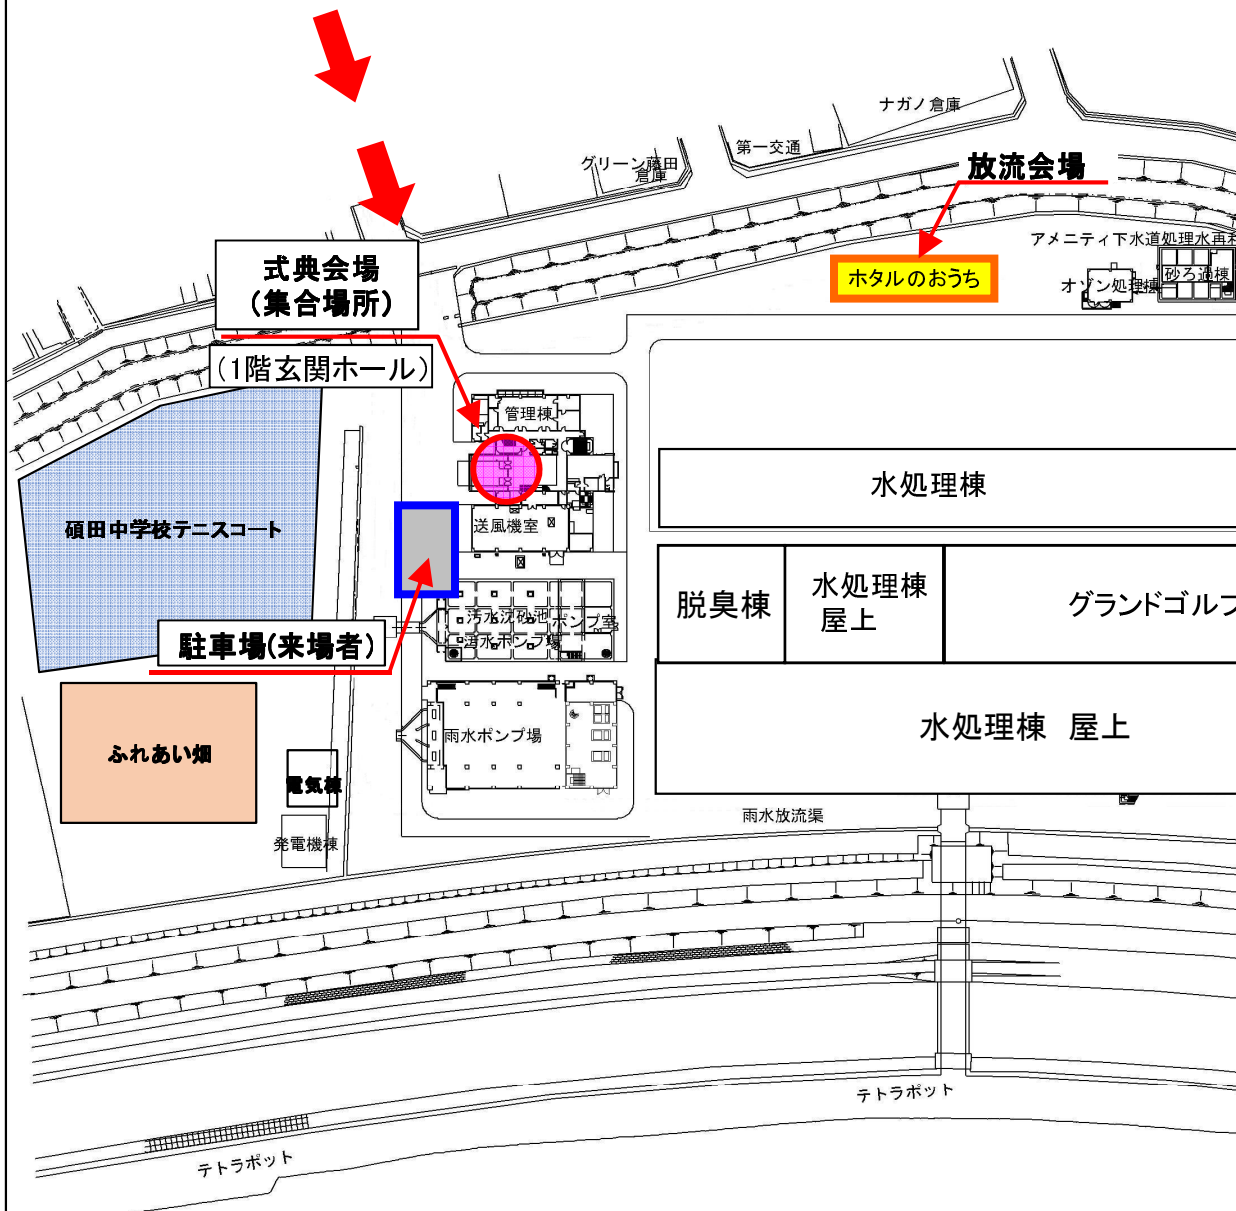 ナガノ倉庫
第一交通
グリーン藤田
倉庫
放流会場
アメニティ下水道処理水再利
式典会場
(集合場所)
(1階玄関ホール)
ホタルのおうち
オゾン処理棟
砂ろ過棟
管理棟
水処理棟
送風機室
碩田中学校テニスコート
脱臭棟
水処理棟
屋上
グランドゴルフ
汚水沈砂池
ポンプ室
汚水ポンプ場
駐車場(来場者)
水処理棟 屋上
雨水ポンプ場
ふれあい畑
電気棟
雨水放流渠
発電機棟
テトラポット
テトラポット